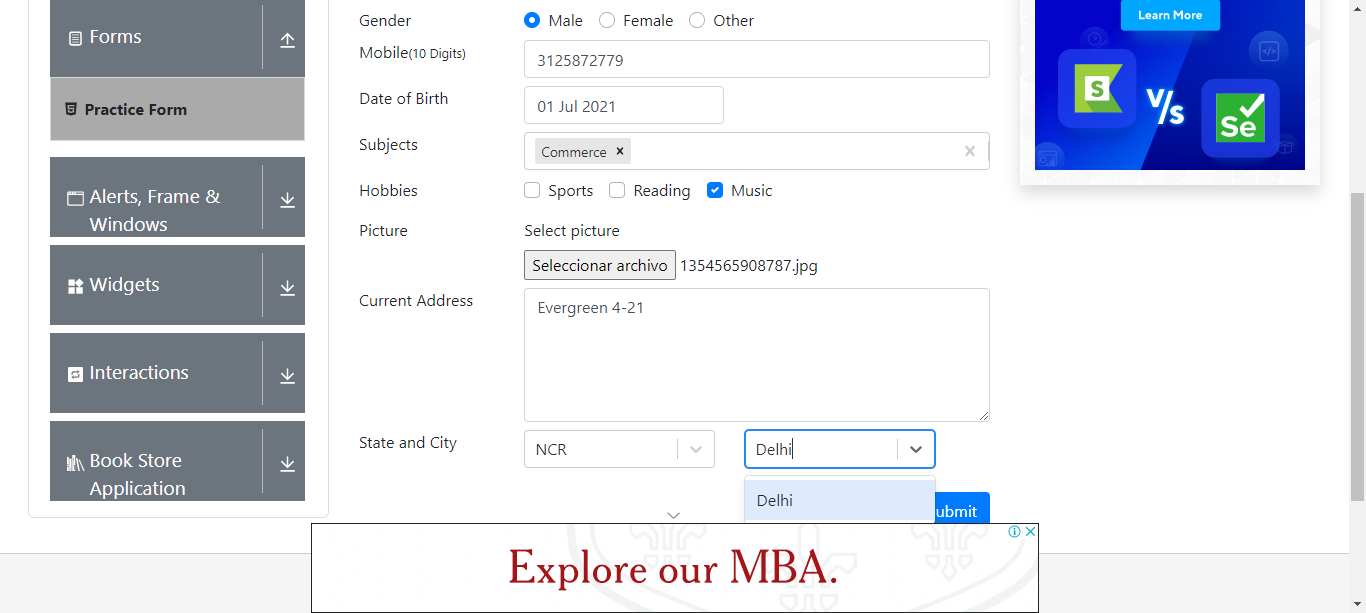 Forms
Practice Form
Alerts, Frame &
Windows
Widgets
Interactions
Book Store
Application
Gender
Male Female Other
Mobile(10 Digits)
3125872779
Date of Birth
01 Jul 2021
Subjects
Commerce ×
Hobbies
Sports Reading Music
Picture
Select picture
Seleccionar archivo 1354565908787.jpg
Current Address
Evergreen 4-21
State and City
NCR
Delhi
Delhi
ubmit
Learn More
S
V/s
Se
Explore our MBA.